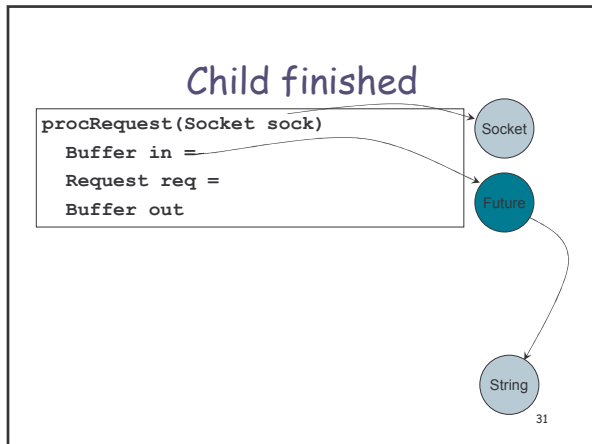 Child finished
procRequest(Socket sock)
Buffer in =
Request req =
Buffer out
Socket
Future
String
31